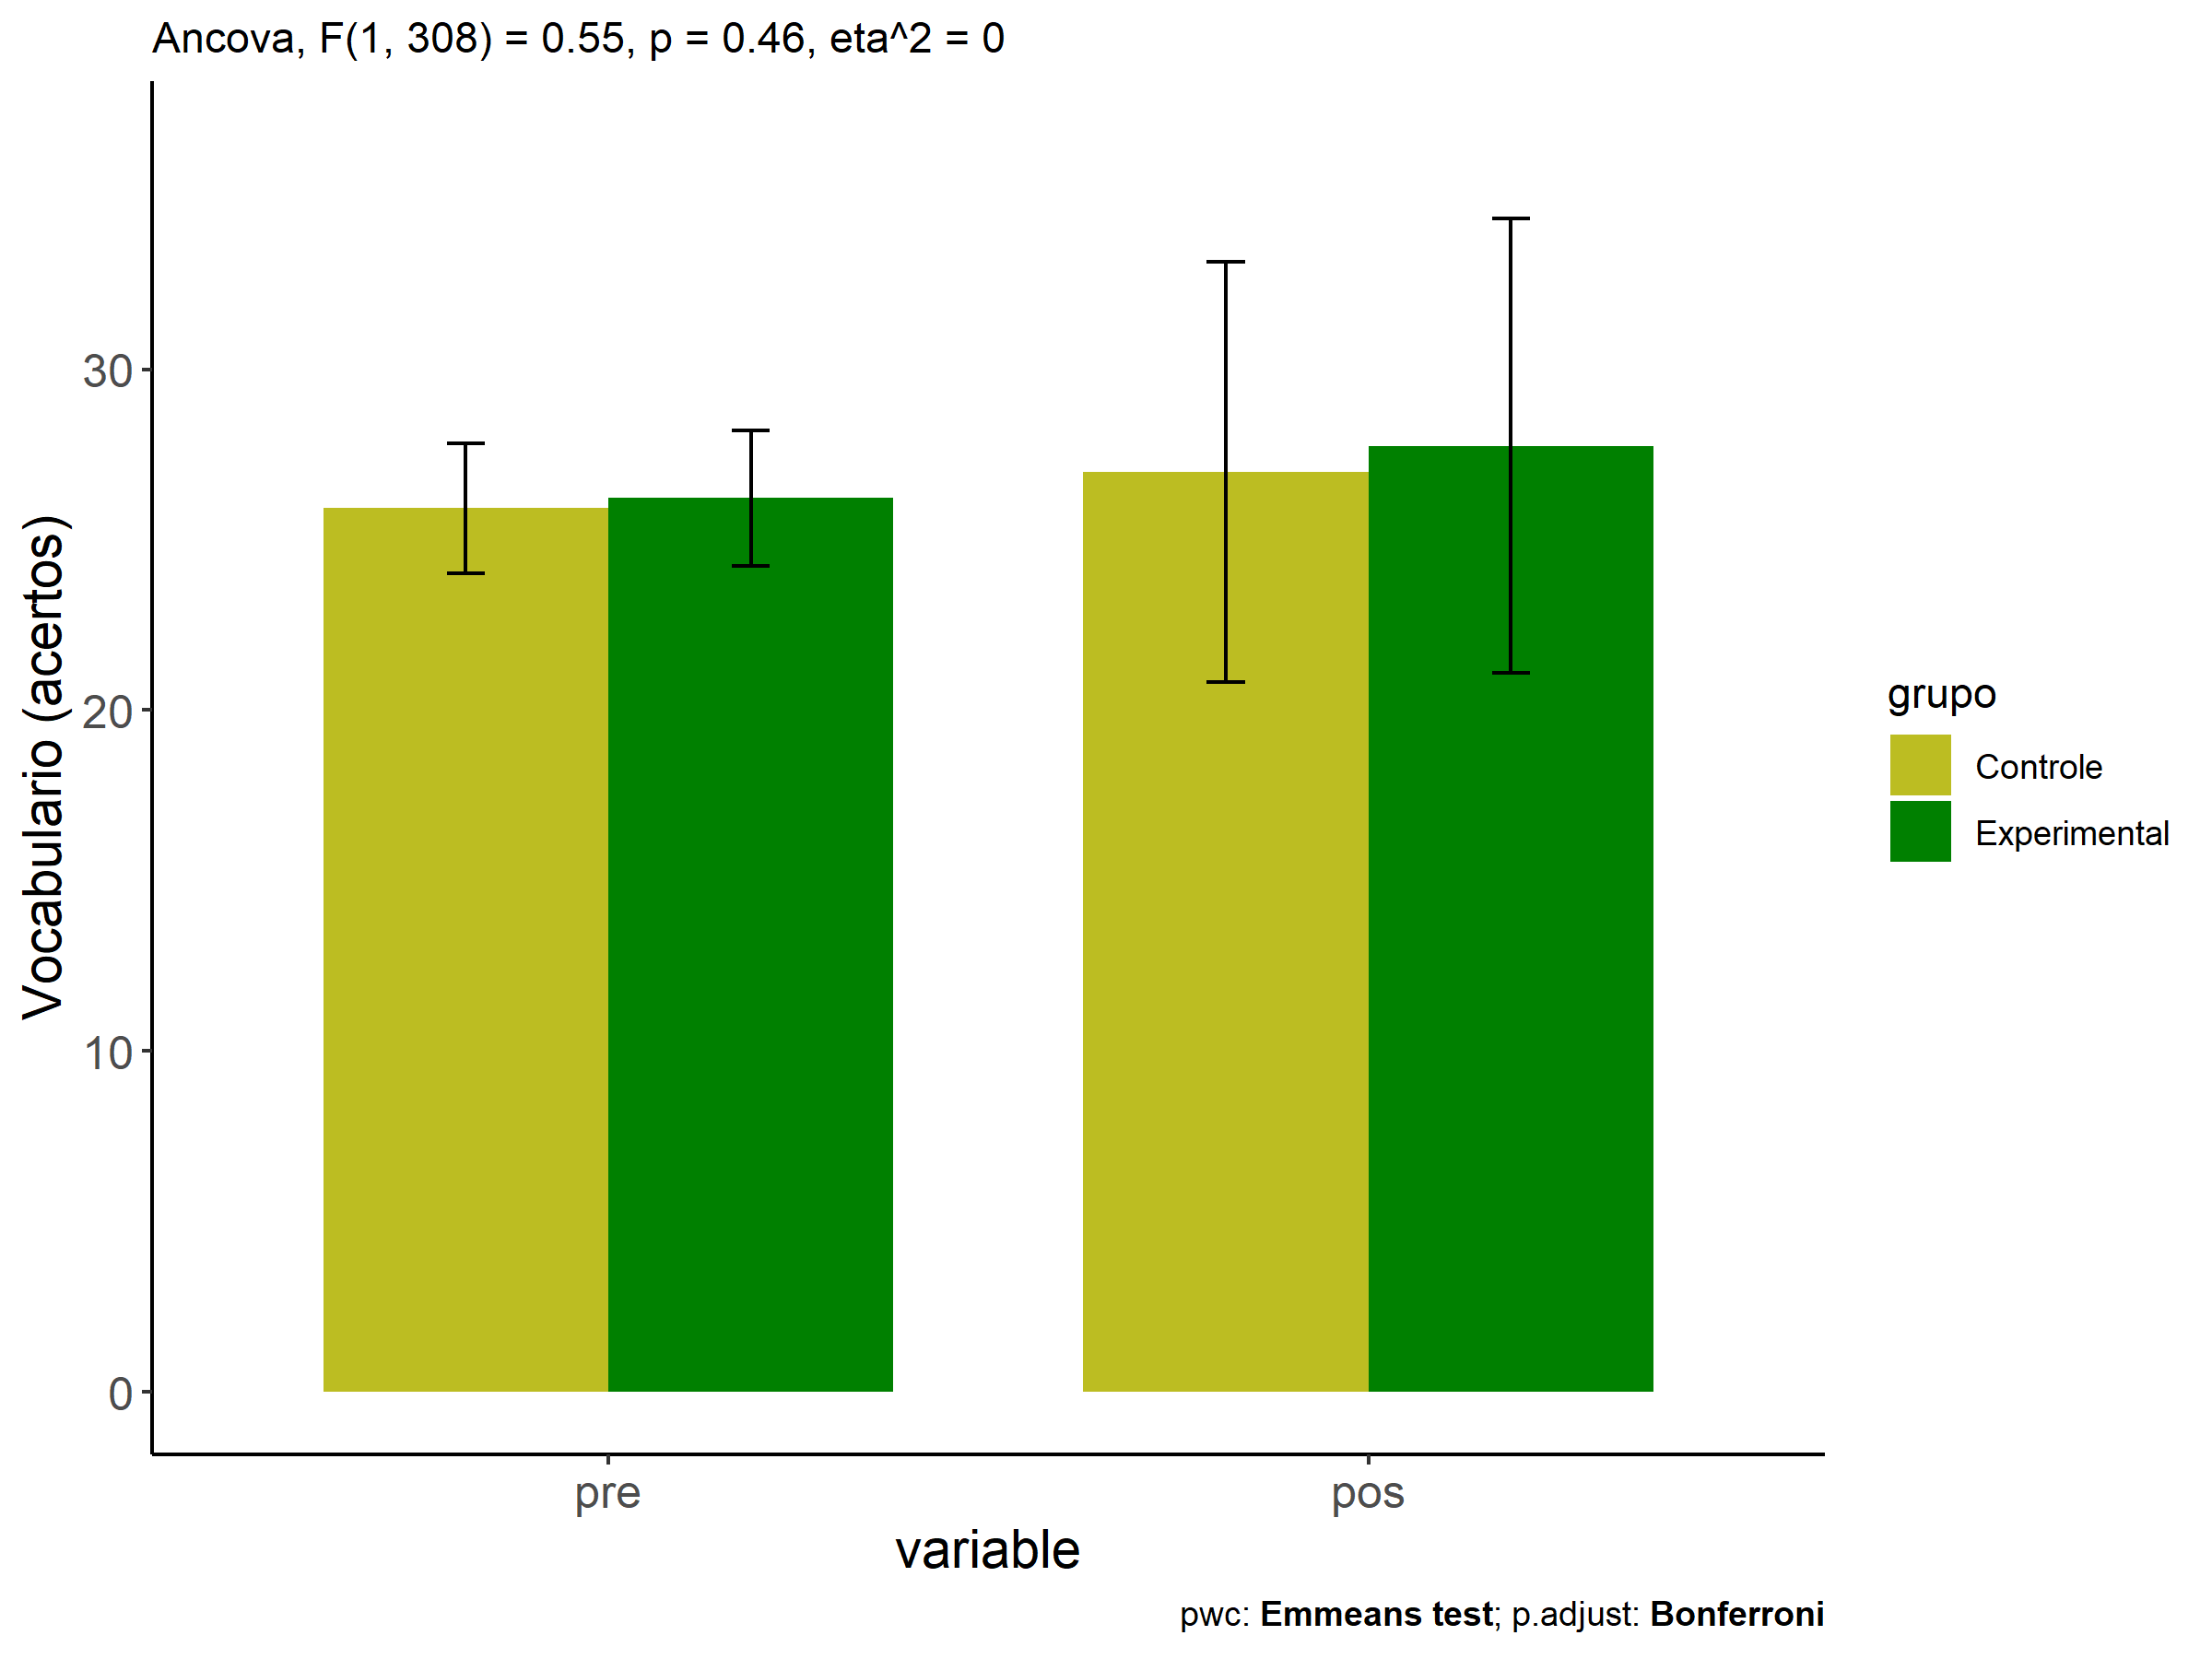 Ancova, F(1, 308) = 0.55, p = 0.46, eta^2 = 0
Vocabulario (acertos)
30
20
10
0
pre
pos
variable
grupo
Controle
Experimental
pwc: Emmeans test; p.adjust: Bonferroni